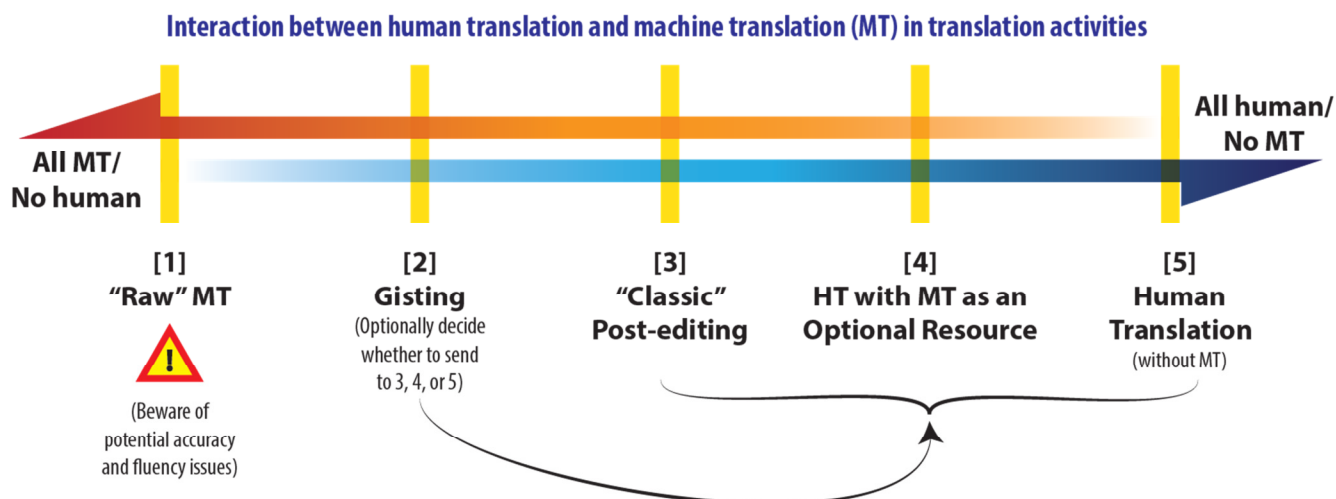 Interaction between human translation and machine translation (MT) in translation activities
All MT/
No human
All human/
No MT
[1]
“Raw” MT
!
(Beware of
potential accuracy
and fluency issues)
[2]
Gisting
(Optionally decide
whether to send
to 3, 4, or 5)
[3]
“Classic”
Post-editing
[4]
HT with MT as an
Optional Resource
[5]
Human
Translation
(without MT)